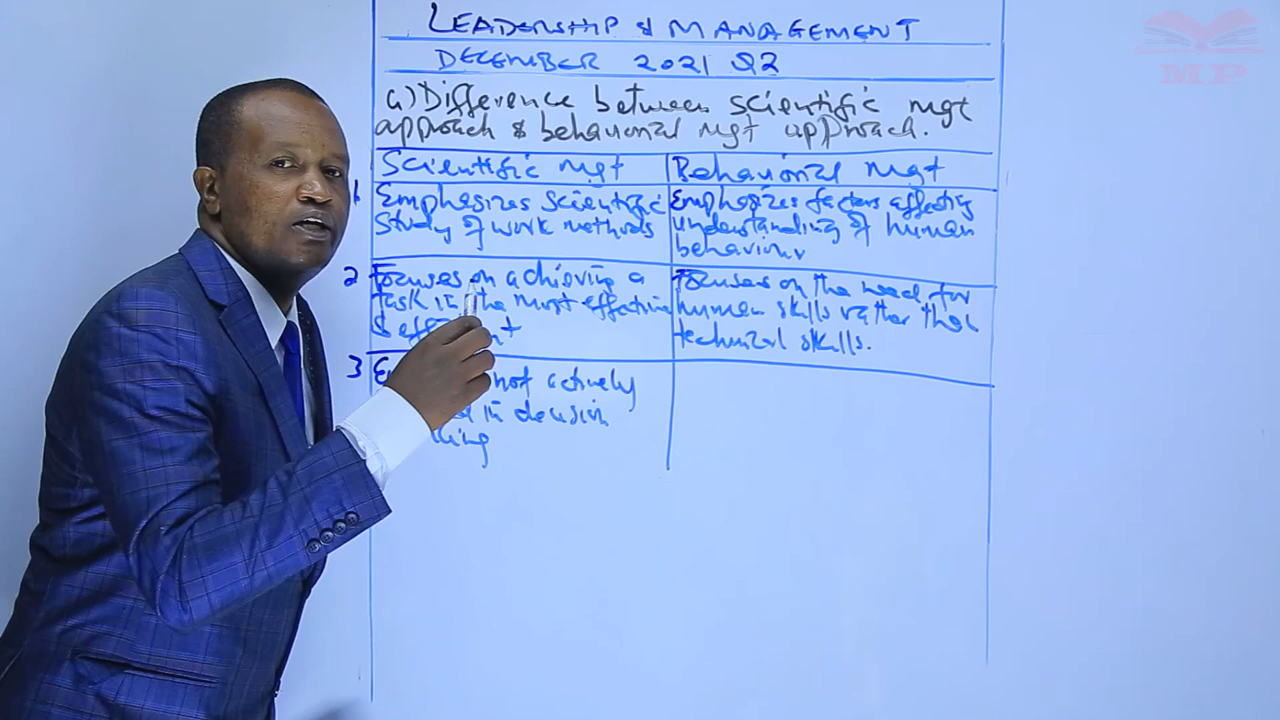 LEADERSHIP & MANAGEMENT
DECEMBER 2021 Q2
a) Difference between scientific mgt
approach & behavioral mgt approach.
Scientific mgt
Behavioral mgt
1. Emphasizes scientific
study of work methods
Emphasizes factors affecting
understanding of human
behaviour
2 Focuses on achieving a
task in the most effective
&
Focuses on the need for
human skills rather than
technical skills.
3
not actively
in decision
MP